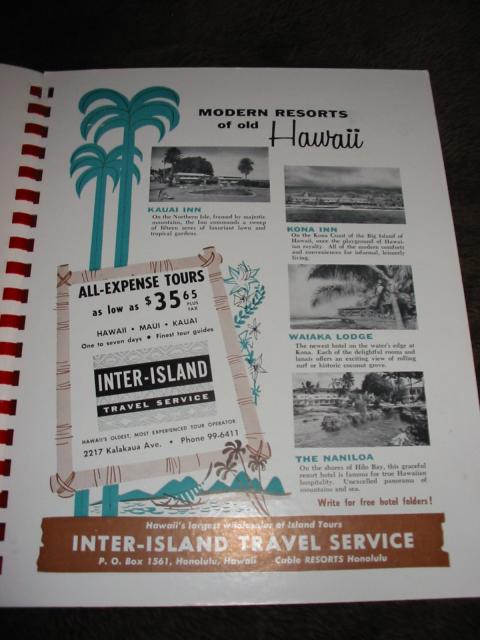 MODERN RESORTS
of old Hawaii
KAUAI INN
On the Northern Isle, framed by majestic
mountains, the Inn commands a sweep
of fifteen acres of luxuriant lawn and
tropical gardens.
KONA INN
On the Kona Coast of the Big Island of
Hawaii, once the playground of Hawai-
ian royalty. All of the modern comforts
and conveniences for informal, leisurely
living.
WAIAKA LODGE
The newest hotel on the water's edge at
Kona. Each of the delightful rooms and
lanais offers an exciting view of rolling
surf or historic coconut grove.
THE NANILOA
On the shores of Hilo Bay, this graceful
resort hotel is famous for true Hawaiian
hospitality. Unexcelled panorama of
mountains and sea.
Write for free hotel folders!
ALL-EXPENSE TOURS
as low as $35.65 PLUS TAX
HAWAII • MAUI • KAUAI
One to seven days • Finest tour guides
INTER-ISLAND
TRAVEL SERVICE
HAWAII'S OLDEST, MOST EXPERIENCED TOUR OPERATOR
2217 Kalakaua Ave. • Phone 99-6411
Hawaii's largest wholesaler of Island Tours
INTER-ISLAND TRAVEL SERVICE
P. O. Box 1561, Honolulu, Hawaii Cable RESORTS Honolulu